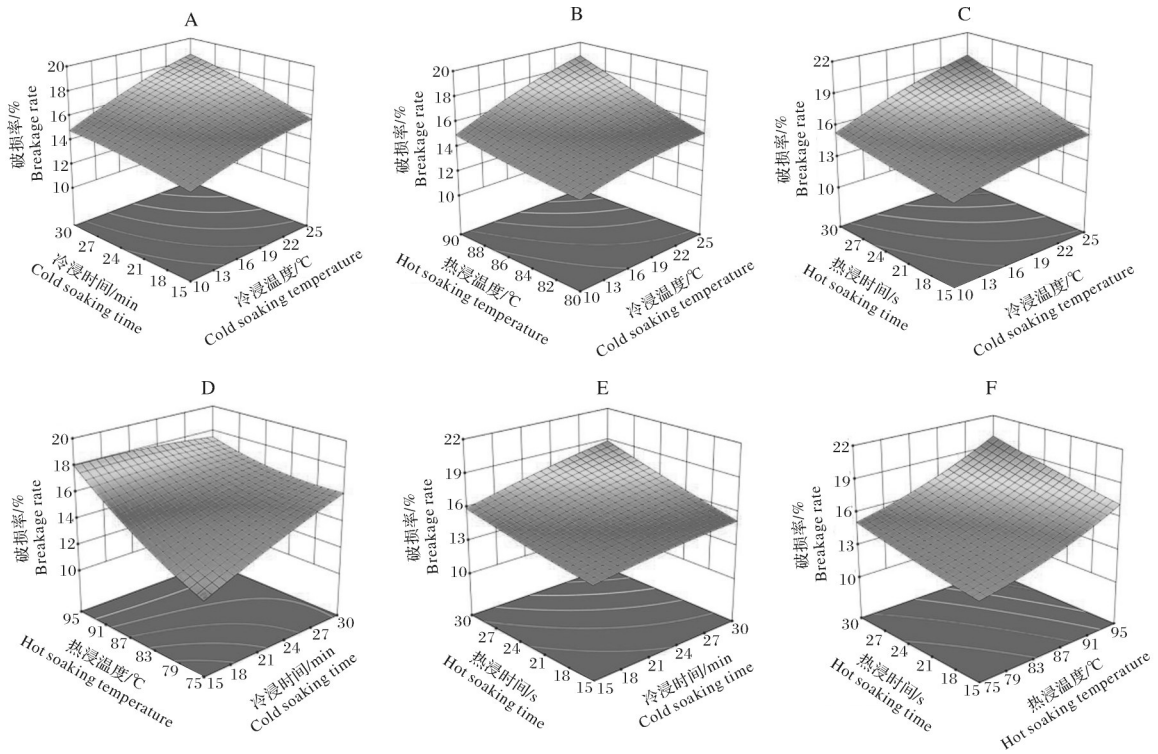 A
20
18
16
14
12
10
破损率/%
Breakage rate
30
27
24
21
18
15
冷浸时间/min
Cold soaking time
10
13
16
19
22
25
冷浸温度/℃
Cold soaking temperature
B
20
18
16
14
12
10
破损率/%
Breakage rate
90
88
86
84
82
80
热浸温度/℃
Hot soaking temperature
10
13
16
19
22
25
冷浸温度/℃
Cold soaking temperature
C
22
19
16
13
10
破损率/%
Breakage rate
30
27
24
21
18
15
热浸时间/s
Hot soaking time
10
13
16
19
22
25
冷浸温度/℃
Cold soaking temperature
D
20
18
16
14
12
10
破损率/%
Breakage rate
95
91
87
83
79
75
热浸温度/℃
Hot soaking temperature
15
18
21
24
27
30
冷浸时间/min
Cold soaking time
E
22
19
16
13
10
破损率/%
Breakage rate
30
27
24
21
18
15
热浸时间/s
Hot soaking time
15
18
21
24
27
30
冷浸时间/min
Cold soaking time
F
22
19
16
13
10
破损率/%
Breakage rate
30
27
24
21
18
15
热浸时间/s
Hot soaking time
75
79
83
87
91
95
热浸温度/℃
Hot soaking temperature